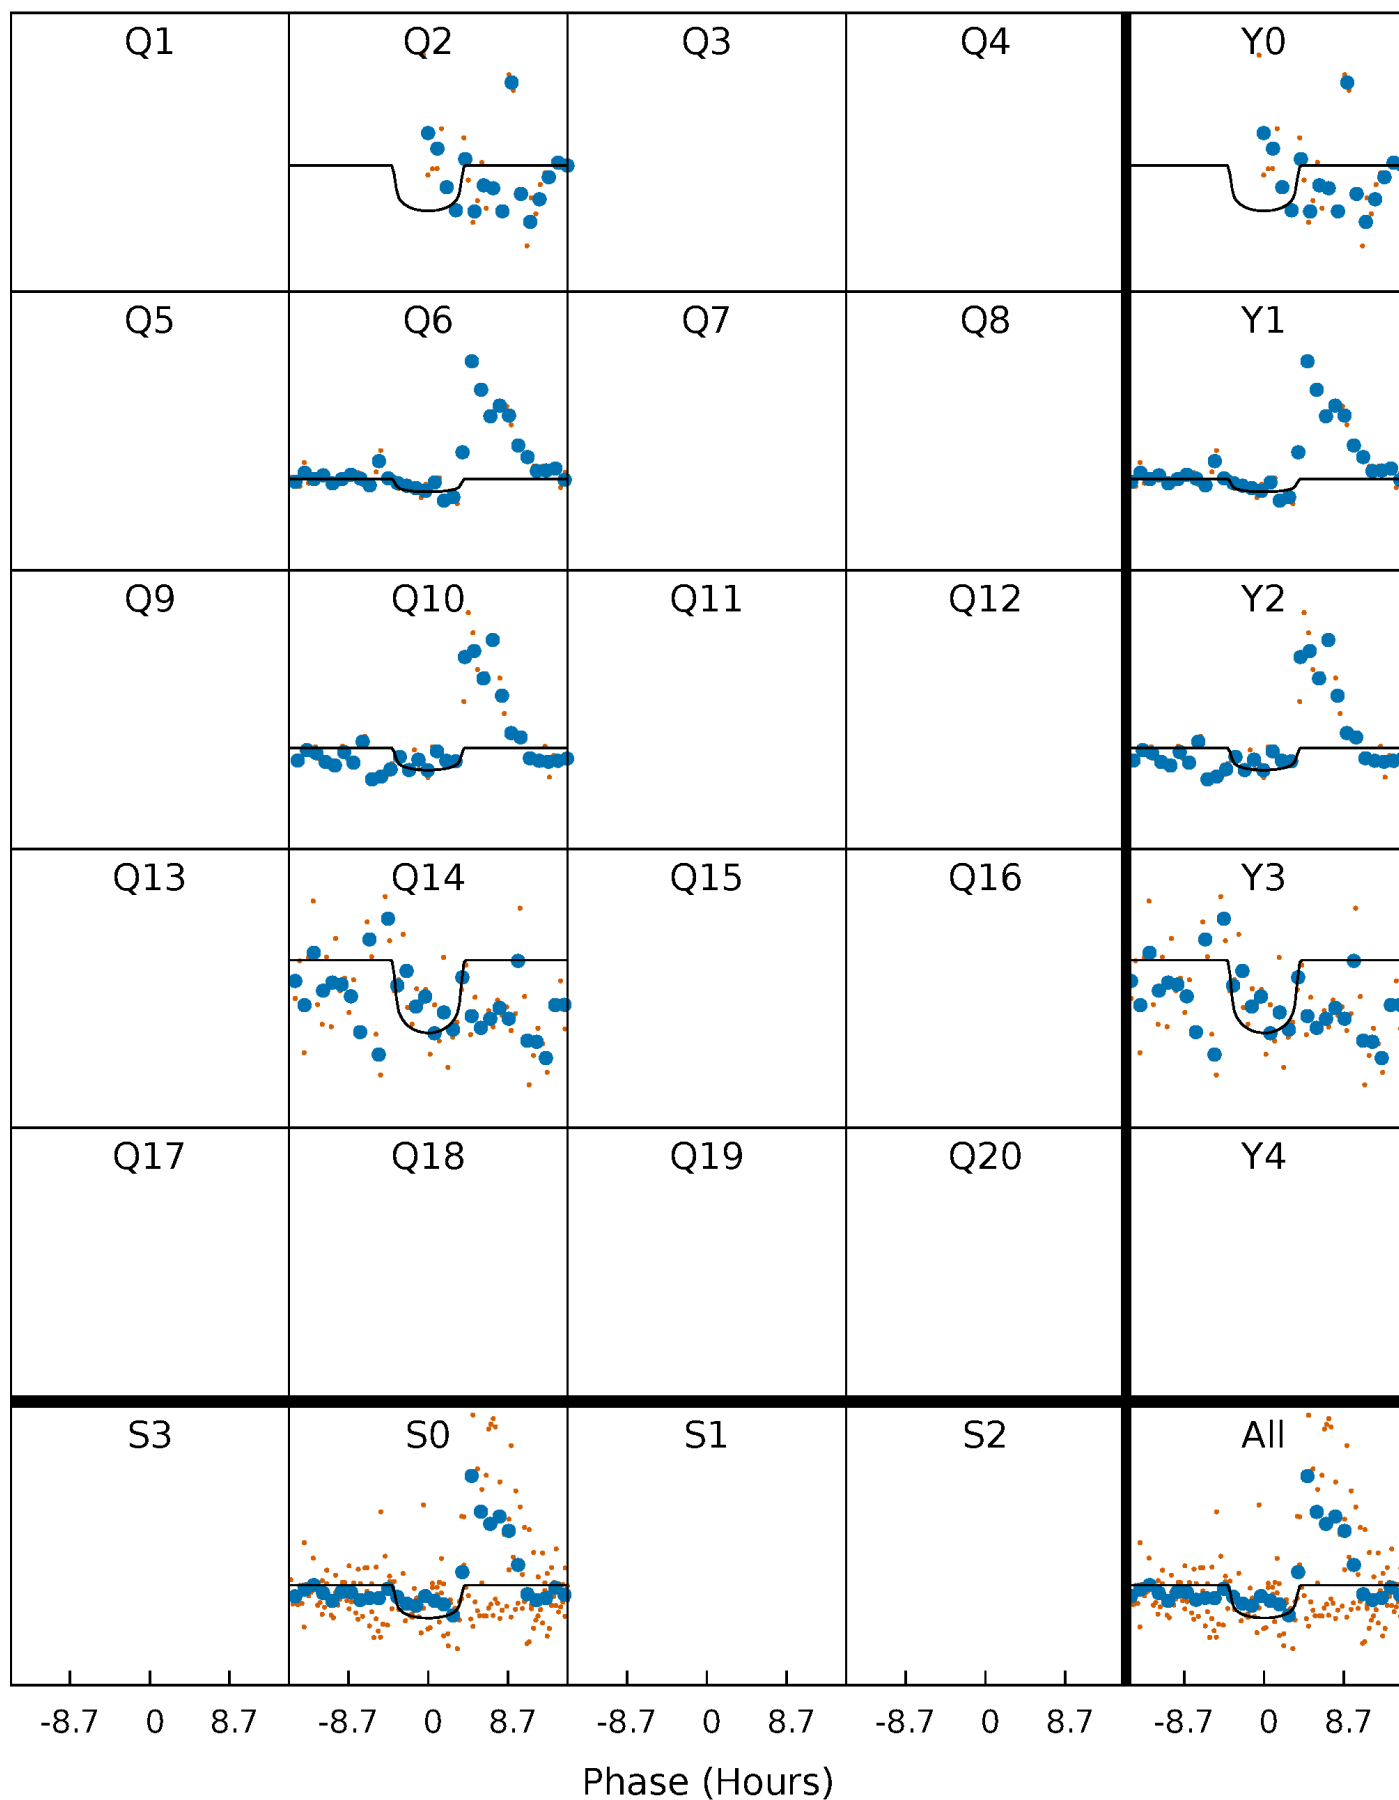 Q1 Q2 Q3 Q4 Y0
Q5 Q6 Q7 Q8 Y1
Q9 Q10 Q11 Q12 Y2
Q13 Q14 Q15 Q16 Y3
Q17 Q18 Q19 Q20 Y4
S3 S0 S1 S2 All
-8.7 0 8.7 -8.7 0 8.7 -8.7 0 8.7 -8.7 0 8.7 -8.7 0 8.7
Phase (Hours)